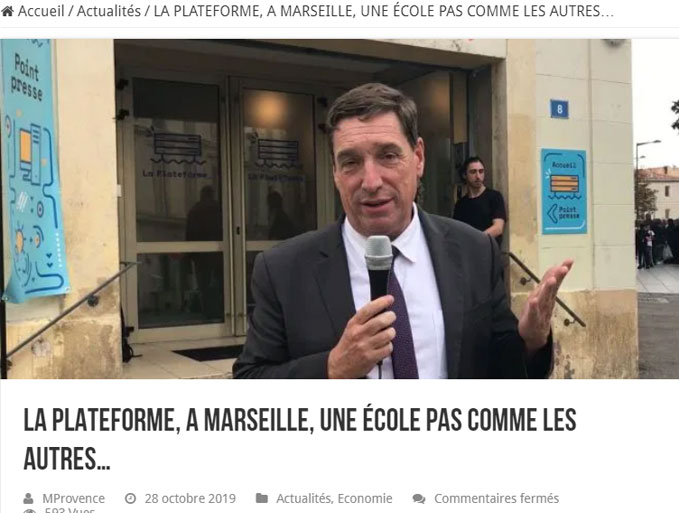 Accueil / Actualités / LA PLATEFORME, A MARSEILLE, UNE ÉCOLE PAS COMME LES AUTRES…
Point
presse
La Plateforme_
La Plateforme_
8
Accueil
Point
presse
LA PLATEFORME, A MARSEILLE, UNE ÉCOLE PAS COMME LES
AUTRES…
MProvence 28 octobre 2019 Actualités, Economie Commentaires fermés
593 Vues